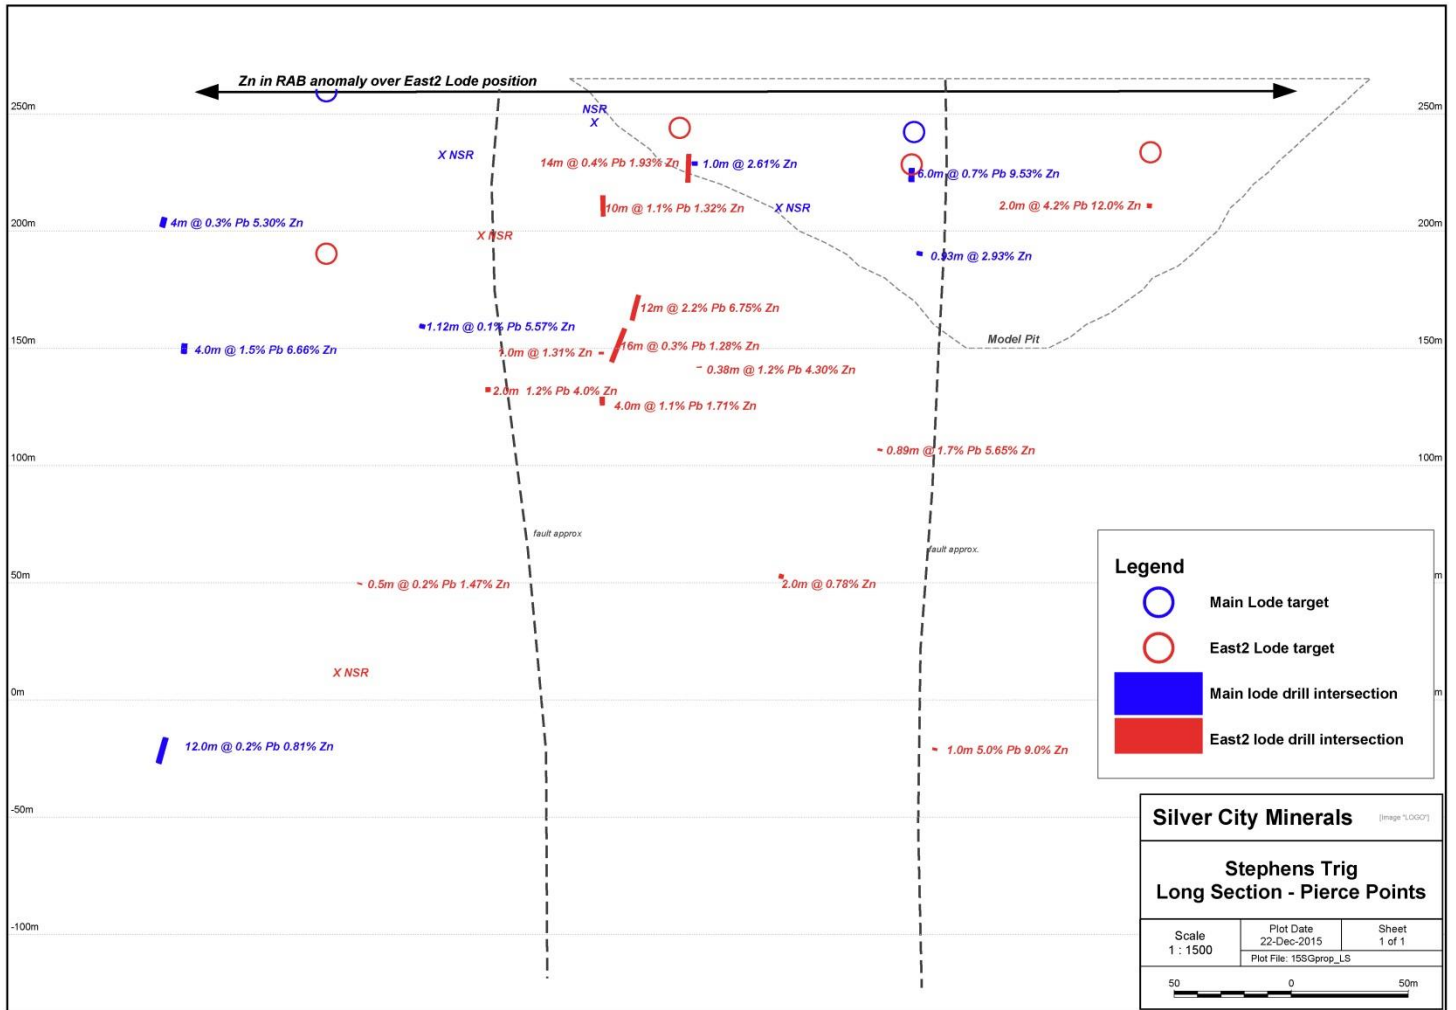 Zn in RAB anomaly over East2 Lode position
250m
250m
NSR
X
X NSR
14m @ 0.4% Pb 1.93% Zn
1.0m @ 2.61% Zn
6.0m @ 0.7% Pb 9.53% Zn
10m @ 1.1% Pb 1.32% Zn
X NSR
2.0m @ 4.2% Pb 12.0% Zn
4m @ 0.3% Pb 5.30% Zn
200m
200m
X NSR
0.93m @ 2.93% Zn
12m @ 2.2% Pb 6.75% Zn
1.12m @ 0.1% Pb 5.57% Zn
Model Pit
150m
150m
4.0m @ 1.5% Pb 6.66% Zn
16m @ 0.3% Pb 1.28% Zn
1.0m @ 1.31% Zn
0.38m @ 1.2% Pb 4.30% Zn
2.0m 1.2% Pb 4.0% Zn
4.0m @ 1.1% Pb 1.71% Zn
0.89m @ 1.7% Pb 5.65% Zn
100m
100m
fault approx
fault approx.
50m
m
0.5m @ 0.2% Pb 1.47% Zn
2.0m @ 0.78% Zn
X NSR
0m
m
12.0m @ 0.2% Pb 0.81% Zn
1.0m 5.0% Pb 9.0% Zn
-50m
-100m
Legend
Main Lode target
East2 Lode target
Main lode drill intersection
East2 lode drill intersection
Silver City Minerals
[Image "LOGO"]
Stephens Trig
Long Section - Pierce Points
Scale
1 : 1500
Plot Date
22-Dec-2015
Sheet
1 of 1
Plot File: 15SGprop_LS
50 0 50m